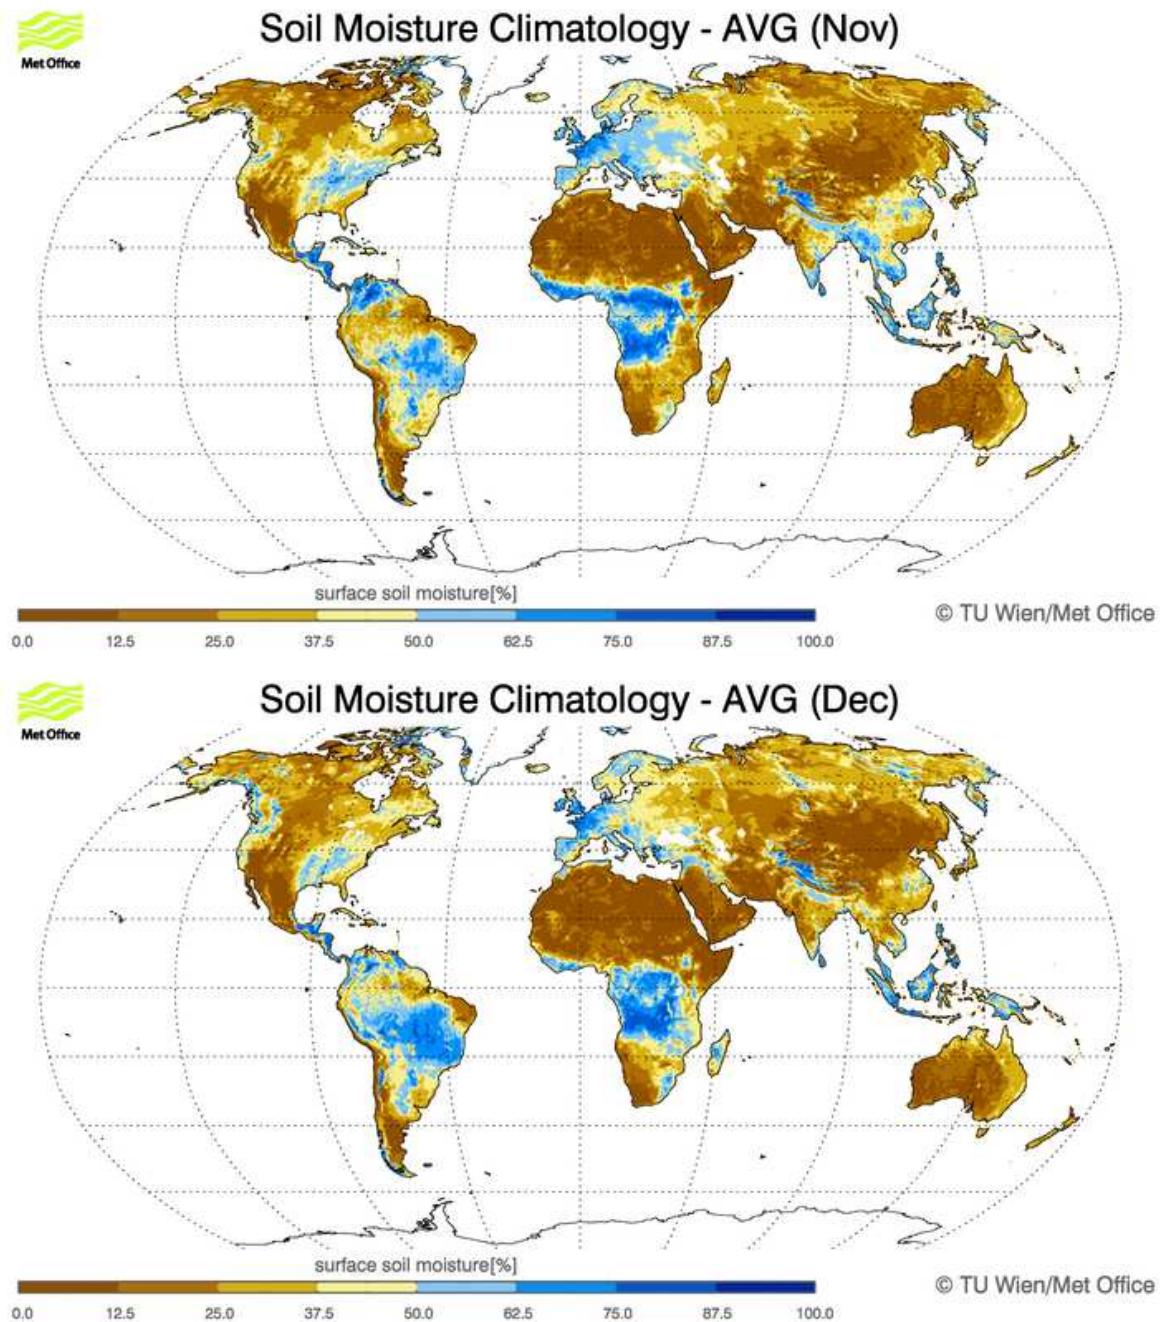 Soil Moisture Climatology - AVG (Nov)
Met Office
surface soil moisture[%]
© TU Wien/Met Office
0.0 12.5 25.0 37.5 50.0 62.5 75.0 87.5 100.0
Soil Moisture Climatology - AVG (Dec)
Met Office
surface soil moisture[%]
© TU Wien/Met Office
0.0 12.5 25.0 37.5 50.0 62.5 75.0 87.5 100.0